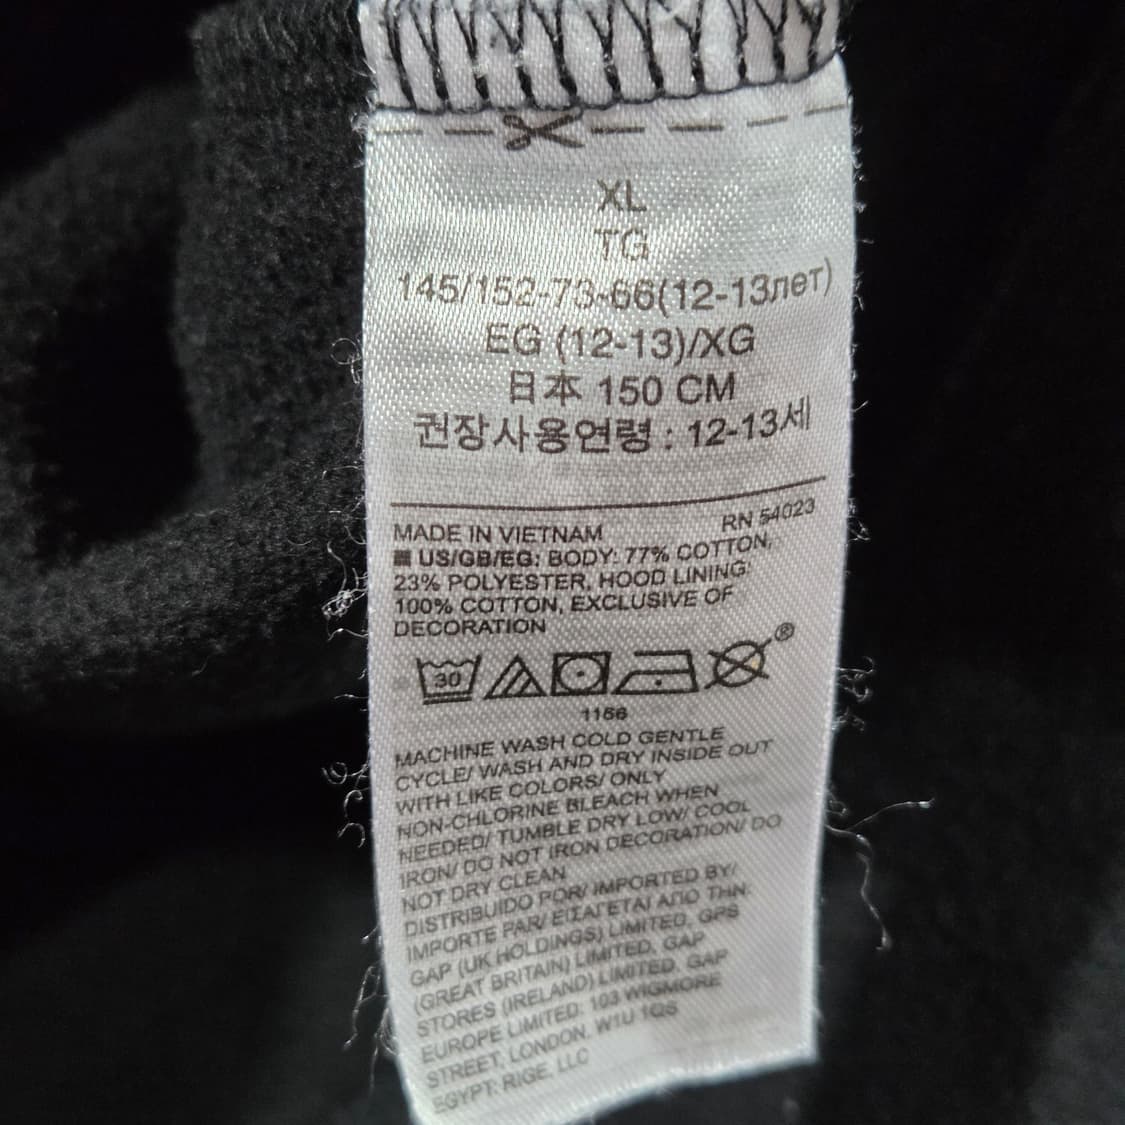 XL
TG
145/152-73-66(12-13лет)
EG (12-13)/XG
日本 150 CM
권장사용연령 : 12-13세
MADE IN VIETNAM RN 54023
US/GB/EG: BODY: 77% COTTON,
23% POLYESTER, HOOD LINING:
100% COTTON, EXCLUSIVE OF
DECORATION
30 ®
1166
MACHINE WASH COLD GENTLE
CYCLE/ WASH AND DRY INSIDE OUT
WITH LIKE COLORS/ ONLY
NON-CHLORINE BLEACH WHEN
NEEDED/ TUMBLE DRY LOW/ COOL
IRON/ DO NOT IRON DECORATION/ DO
NOT DRY CLEAN
DISTRIBUIDO POR/ IMPORTED BY/
IMPORTE PAR/ ΕΙΣΑΓΕΤΑΙ ΑΠΟ ΤΗΝ:
GAP (UK HOLDINGS) LIMITED, GPS
(GREAT BRITAIN) LIMITED, GAP
STORES (IRELAND) LIMITED, GAP
EUROPE LIMITED: 103 WIGMORE
STREET, LONDON, W1U 1QS
EGYPT: RIGE, LLC